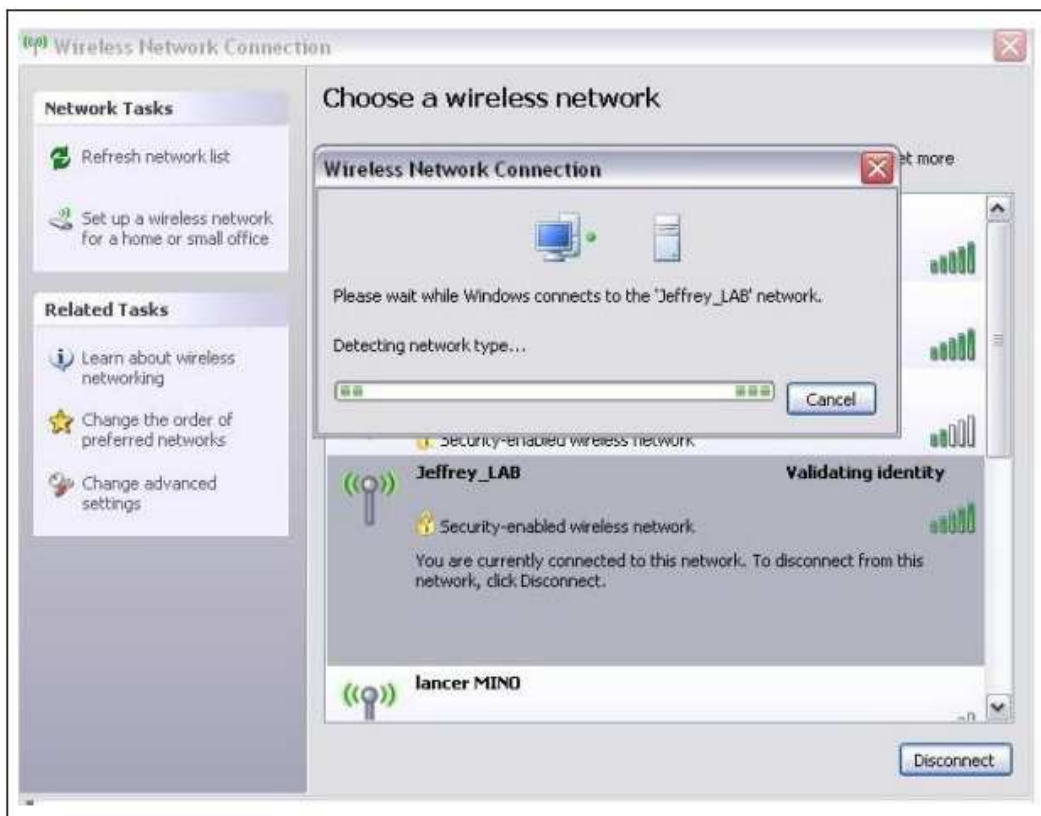 Wireless Network Connection
Network Tasks
Refresh network list
Set up a wireless network
for a home or small office
Related Tasks
Learn about wireless
networking
Change the order of
preferred networks
Change advanced
settings
Choose a wireless network
more
Wireless Network Connection
Please wait while Windows connects to the 'Jeffrey_LAB' network.
Detecting network type...
Cancel
Security-enabled wireless network
Jeffrey_LAB
Validating identity
Security-enabled wireless network
You are currently connected to this network. To disconnect from this
network, click Disconnect.
lancer MINO
Disconnect